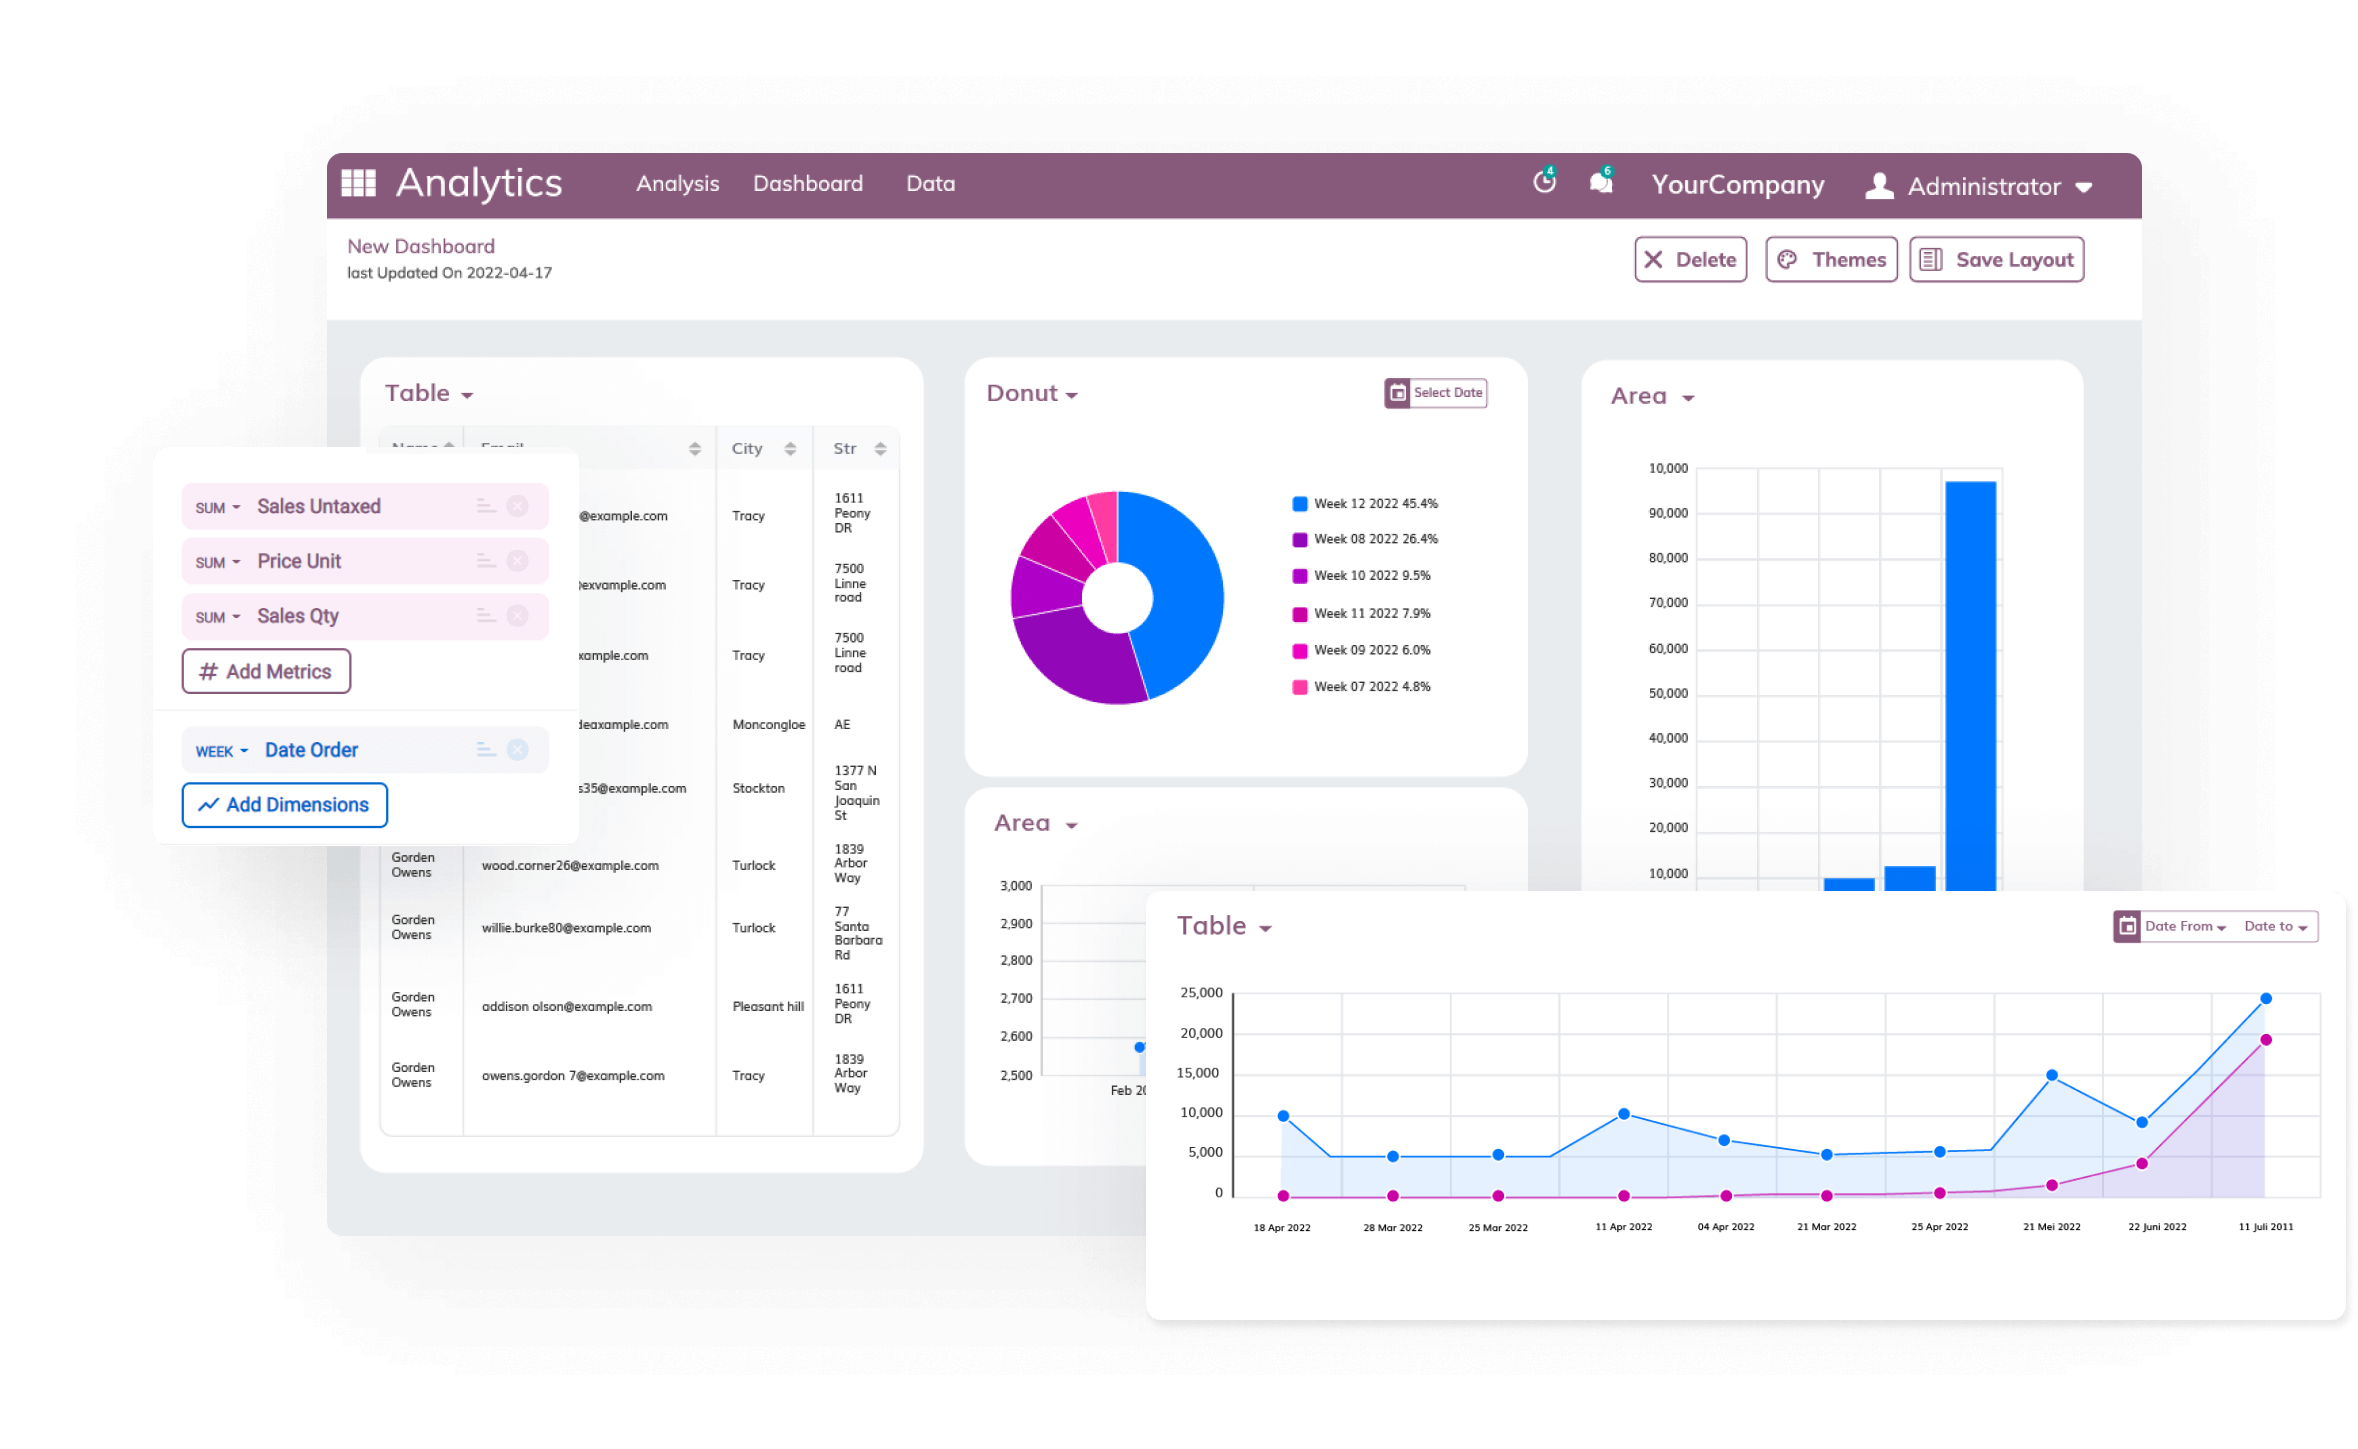 Analytics
Analysis
Dashboard
Data
4
6
YourCompany
Administrator
New Dashboard
last Updated On 2022-04-17
Delete
Themes
Save Layout
Table
Name
Email
City
Str
@example.com
Tracy
1611
Peony
DR
exvample.com
Tracy
7500
Linne
road
xample.com
Tracy
7500
Linne
road
deaxample.com
Moncongloe
AE
s35@example.com
Stockton
1377 N
San
Joaquin
St
Gorden
Owens
wood.corner26@example.com
Turlock
1839
Arbor
Way
Gorden
Owens
willie.burke80@example.com
Turlock
77
Santa
Barbara
Rd
Gorden
Owens
addison olson@example.com
Pleasant hill
1611
Peony
DR
Gorden
Owens
owens.gordon 7@example.com
Tracy
1839
Arbor
Way
SUM
Sales Untaxed
SUM
Price Unit
SUM
Sales Qty
# Add Metrics
WEEK
Date Order
Add Dimensions
Donut
Select Date
Week 12 2022 45.4%
Week 08 2022 26.4%
Week 10 2022 9.5%
Week 11 2022 7.9%
Week 09 2022 6.0%
Week 07 2022 4.8%
Area
3,000
2,900
2,800
2,700
2,600
2,500
Feb 20
Area
10,000
90,000
80,000
70,000
60,000
50,000
40,000
30,000
20,000
10,000
Table
Date From
Date to
25,000
20,000
15,000
10,000
5,000
0
18 Apr 2022
28 Mar 2022
25 Mar 2022
11 Apr 2022
04 Apr 2022
21 Mar 2022
25 Apr 2022
21 Mei 2022
22 Juni 2022
11 Juli 2011